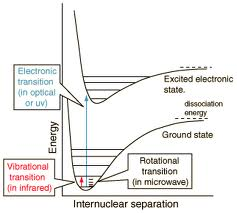 Electronic
transition
(in optical
or uv)
Excited electronic
state.
dissociation
energy
Ground state
Energy
Vibrational
transition
(in infrared)
Rotational
transition
(in microwave)
Internuclear separation